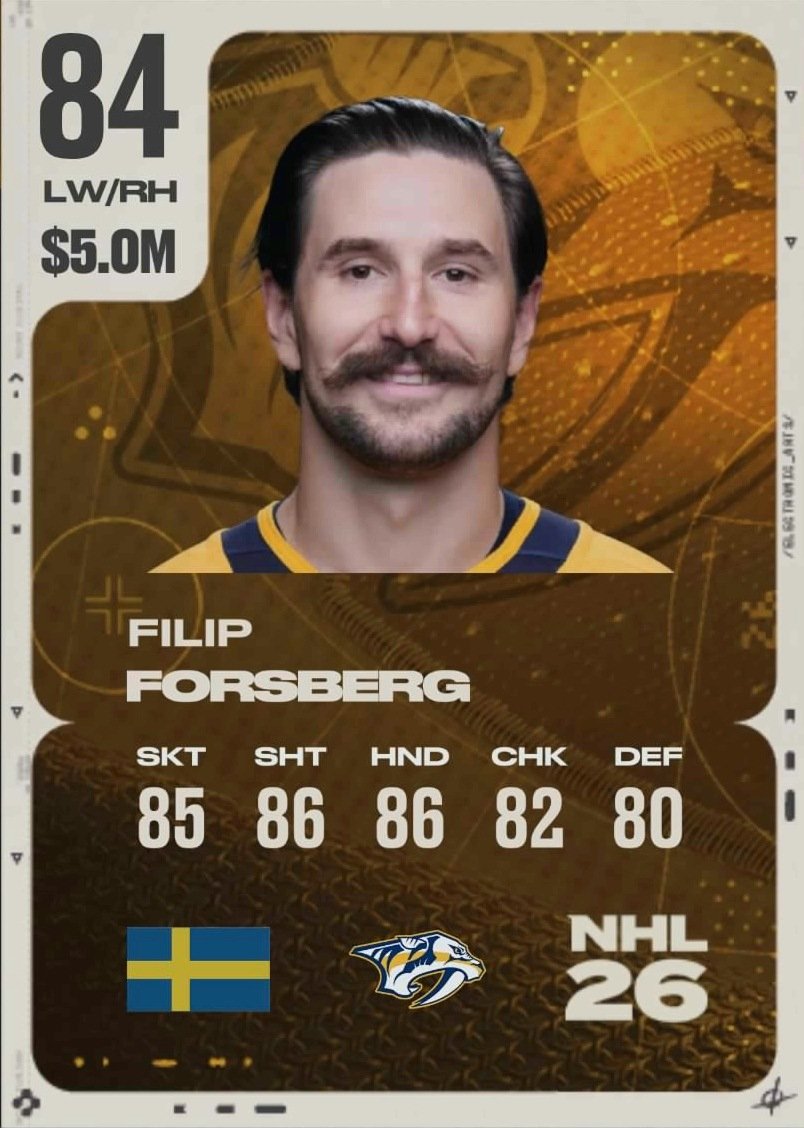 84
LW/RH
$5.0M
/ELECTRONIC_ARTS/
FILIP
FORSBERG
SKT SHT HND CHK DEF
85 86 86 82 80
NHL
26